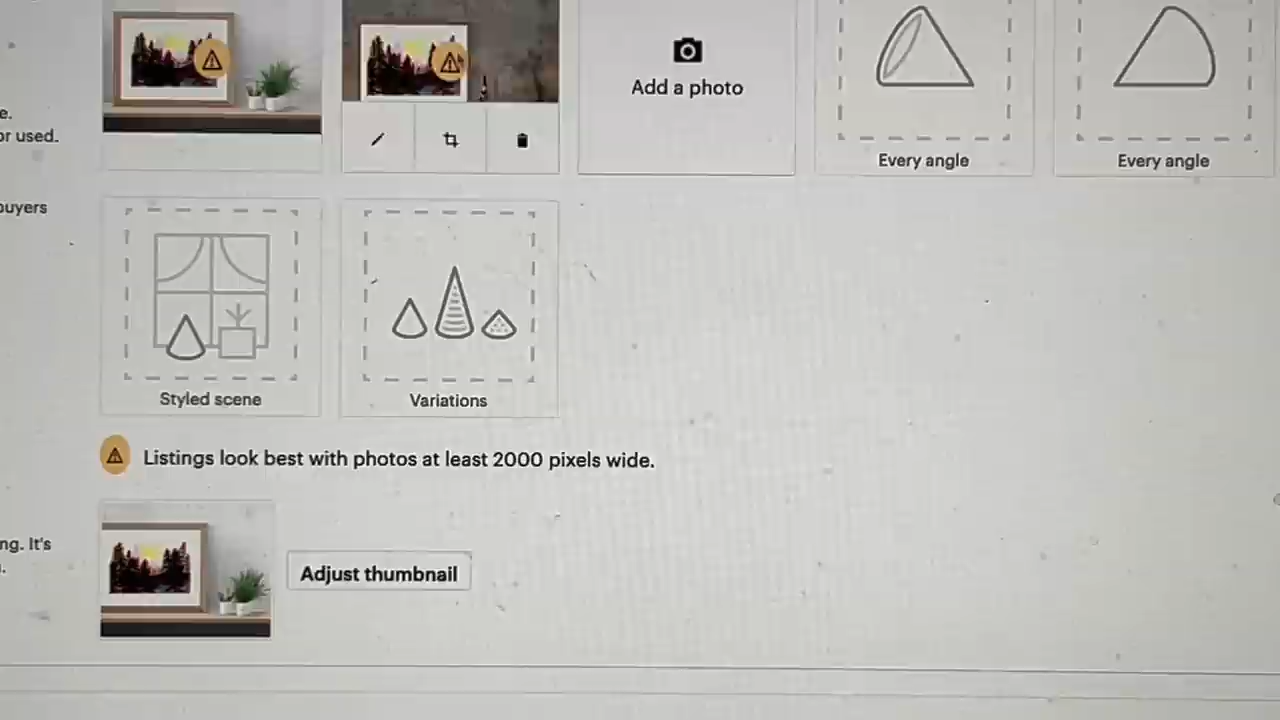 e.
or used.
Add a photo
Every angle
Every angle
buyers
Styled scene
Variations
Listings look best with photos at least 2000 pixels wide.
ng. It's
Adjust thumbnail